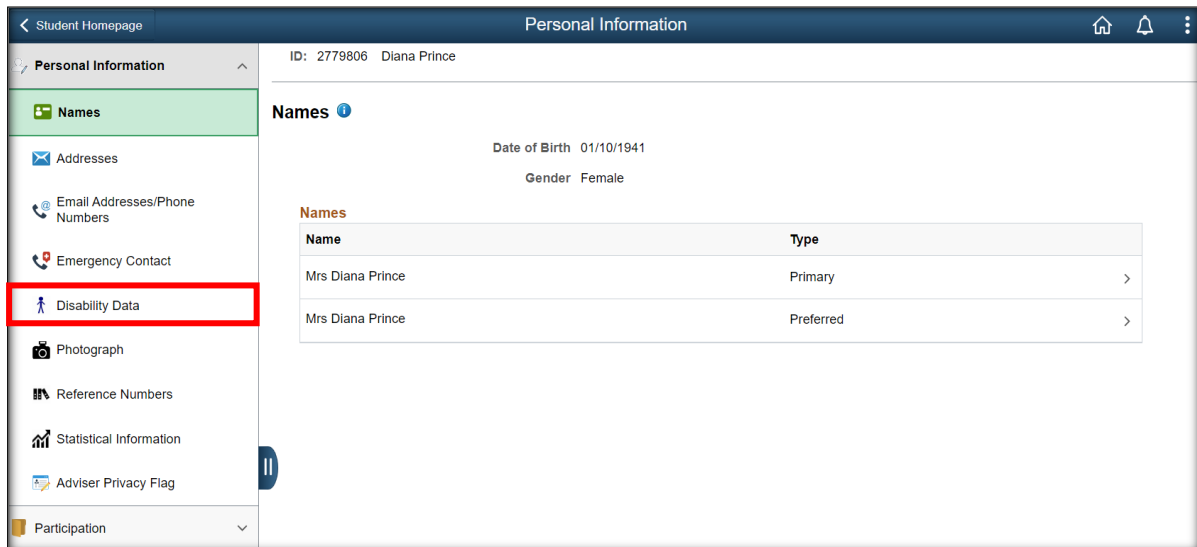 Student Homepage
Personal Information
Personal Information
Names
Addresses
Email Addresses/Phone
Numbers
Emergency Contact
Disability Data
Photograph
Reference Numbers
Statistical Information
Adviser Privacy Flag
Participation
ID: 2779806 Diana Prince
Names
Date of Birth 01/10/1941
Gender Female
Names
Name Type
Mrs Diana Prince Primary
Mrs Diana Prince Preferred